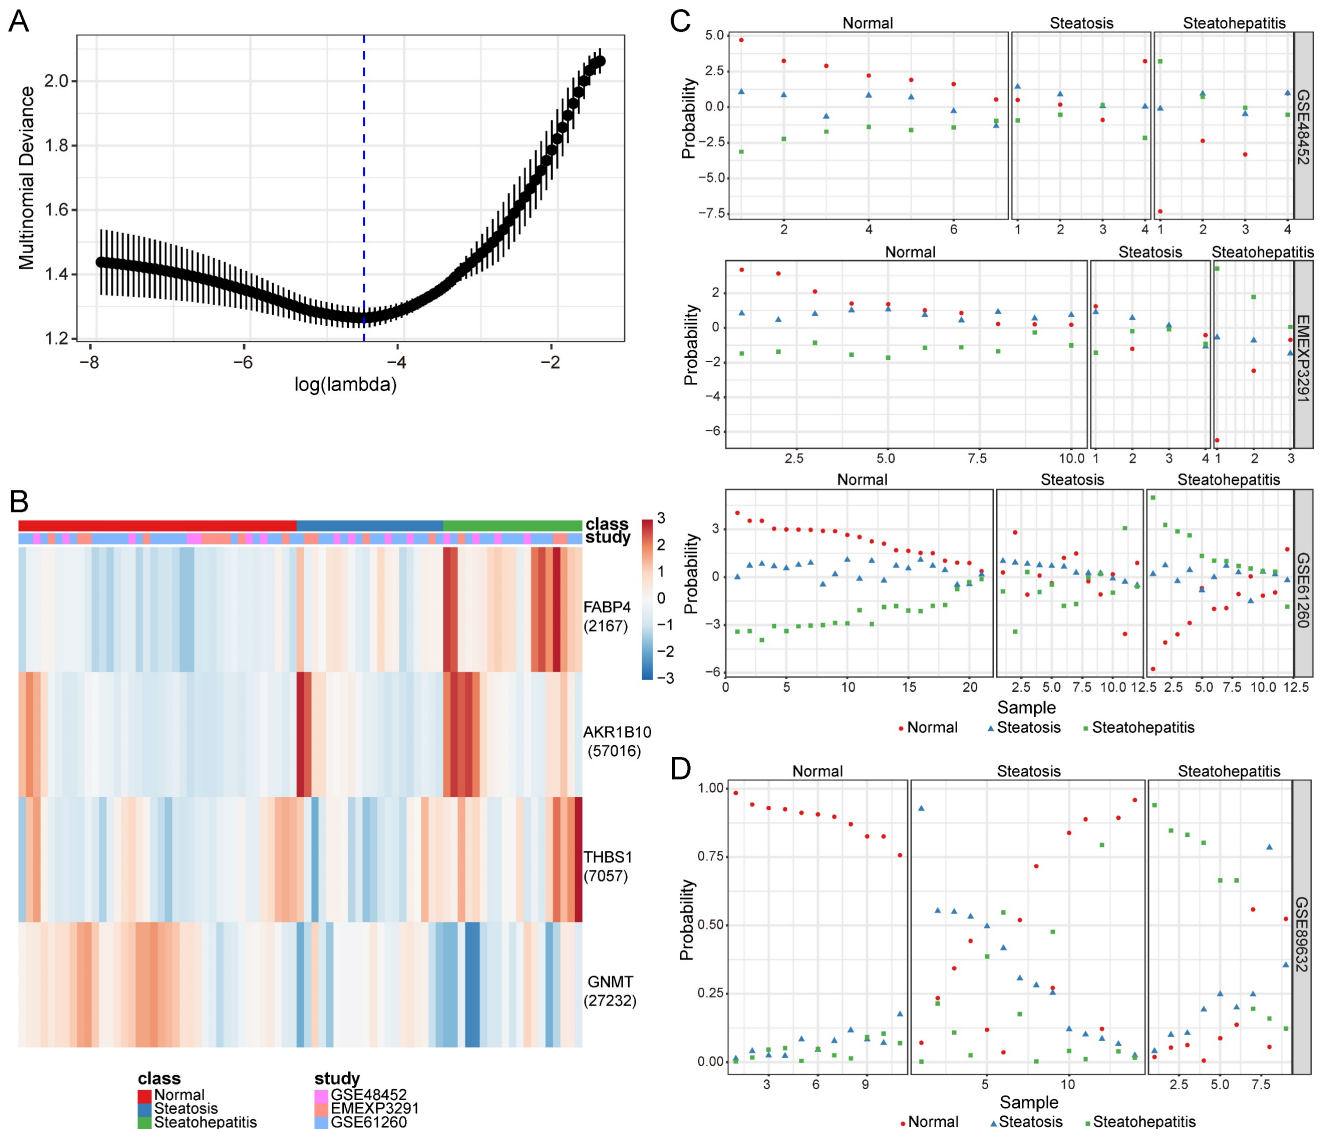 A
Multinomial Deviance
2.0
1.8
1.6
1.4
1.2
−8
−6
−4
−2
log(lambda)
B
class
study
3
2
1
0
−1
−2
−3
FABP4
(2167)
AKR1B10
(57016)
THBS1
(7057)
GNMT
(27232)
class
Normal
Steatosis
Steatohepatitis
study
GSE48452
EMEXP3291
GSE61260
C
Normal
Steatosis
Steatohepatitis
Probability
5.0
2.5
0.0
−2.5
−5.0
−7.5
2
4
6
1
2
3
4
1
2
3
4
GSE48452
Normal
Steatosis
Steatohepatitis
Probability
2
0
−2
−4
−6
2.5
5.0
7.5
10.0
1
2
3
4
1
2
3
EMEXP3291
Normal
Steatosis
Steatohepatitis
Probability
3
0
−3
−6
0
5
10
15
20
2.5
5.0
7.5
10.0
12.5
2.5
5.0
7.5
10.0
12.5
GSE61260
Sample
Normal
Steatosis
Steatohepatitis
D
Normal
Steatosis
Steatohepatitis
Probability
1.00
0.75
0.50
0.25
0.00
3
6
9
5
10
2.5
5.0
7.5
GSE89632
Sample
Normal
Steatosis
Steatohepatitis